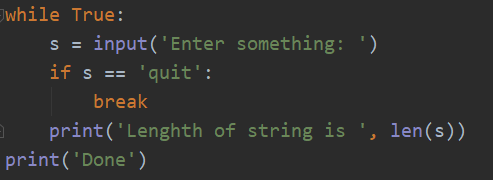 while True:
    s = input('Enter something: ')
    if s == 'quit':
        break
    print('Lenghth of string is ', len(s))
print('Done')